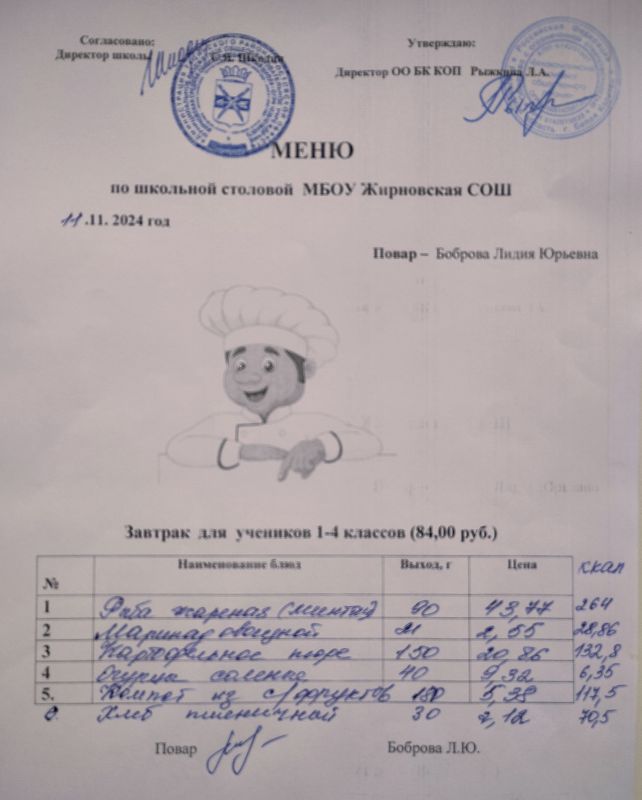 Согласовано:
Утверждаю:
Директор школы
Директор ОО БК КОП Рыжкина Л.А.
МЕНЮ
по школьной столовой МБОУ Жирновская СОШ
11.11. 2024 год
Повар – Боброва Лидия Юрьевна
Завтрак для учеников 1-4 классов (84,00 руб.)
№ Наименование блюд Выход, г Цена ккал
1 Рыба жареная (минтай) 90 43,77 264
2 Маринад овощной 21 2,55 28,86
3 Картофельное пюре 150 20,86 132,8
4 Огурцы соленые 40 9,32 6,35
5. Компот из с/фруктов 180 5,38 117,5
Хлеб пшеничный 30 2,12 70,5
Повар Боброва Л.Ю.